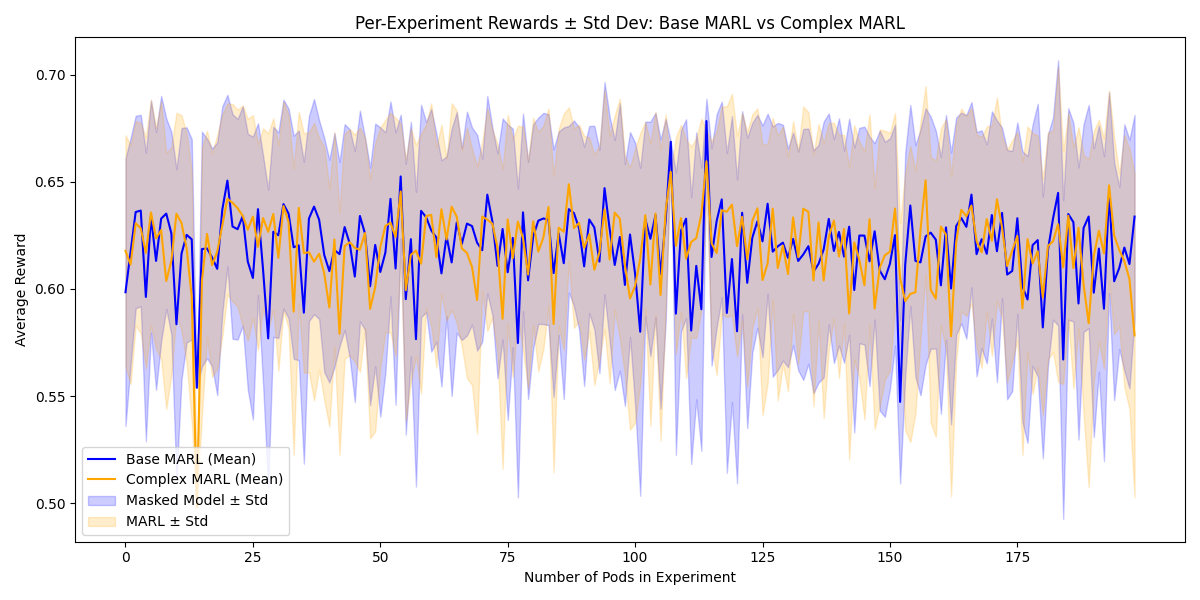 Per-Experiment Rewards ± Std Dev: Base MARL vs Complex MARL
Average Reward
0.70
0.65
0.60
0.55
0.50
Base MARL (Mean)
Complex MARL (Mean)
Masked Model ± Std
MARL ± Std
0 25 50 75 100 125 150 175
Number of Pods in Experiment